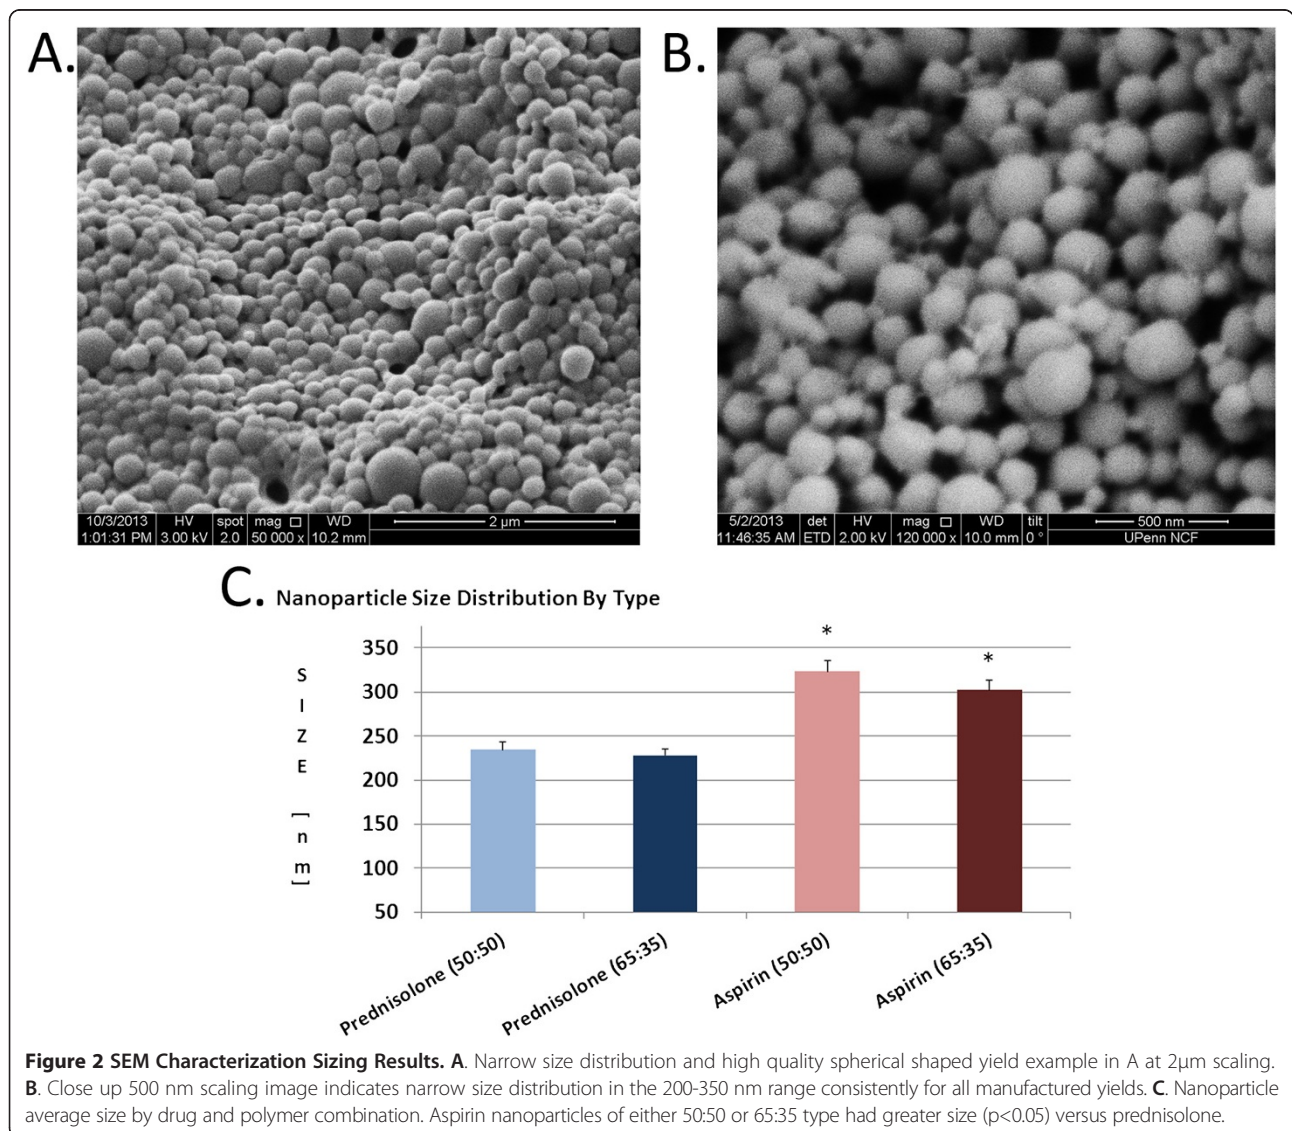 A.
B.
10/3/2013 HV spot mag □ WD 2 µm
1:01:31 PM 3.00 kV 2.0 50 000 x 10.2 mm
5/2/2013 det HV mag □ WD tilt 500 nm
11:46:35 AM ETD 2.00 kV 120 000 x 10.0 mm 0 ° UPenn NCF
C. Nanoparticle Size Distribution By Type
SIZE [nm]
350
300
250
200
150
100
50
*
*
Prednisolone (50:50)
Prednisolone (65:35)
Aspirin (50:50)
Aspirin (65:35)
Figure 2 SEM Characterization Sizing Results. A. Narrow size distribution and high quality spherical shaped yield example in A at 2µm scaling.
B. Close up 500 nm scaling image indicates narrow size distribution in the 200-350 nm range consistently for all manufactured yields. C. Nanoparticle
average size by drug and polymer combination. Aspirin nanoparticles of either 50:50 or 65:35 type had greater size (p<0.05) versus prednisolone.